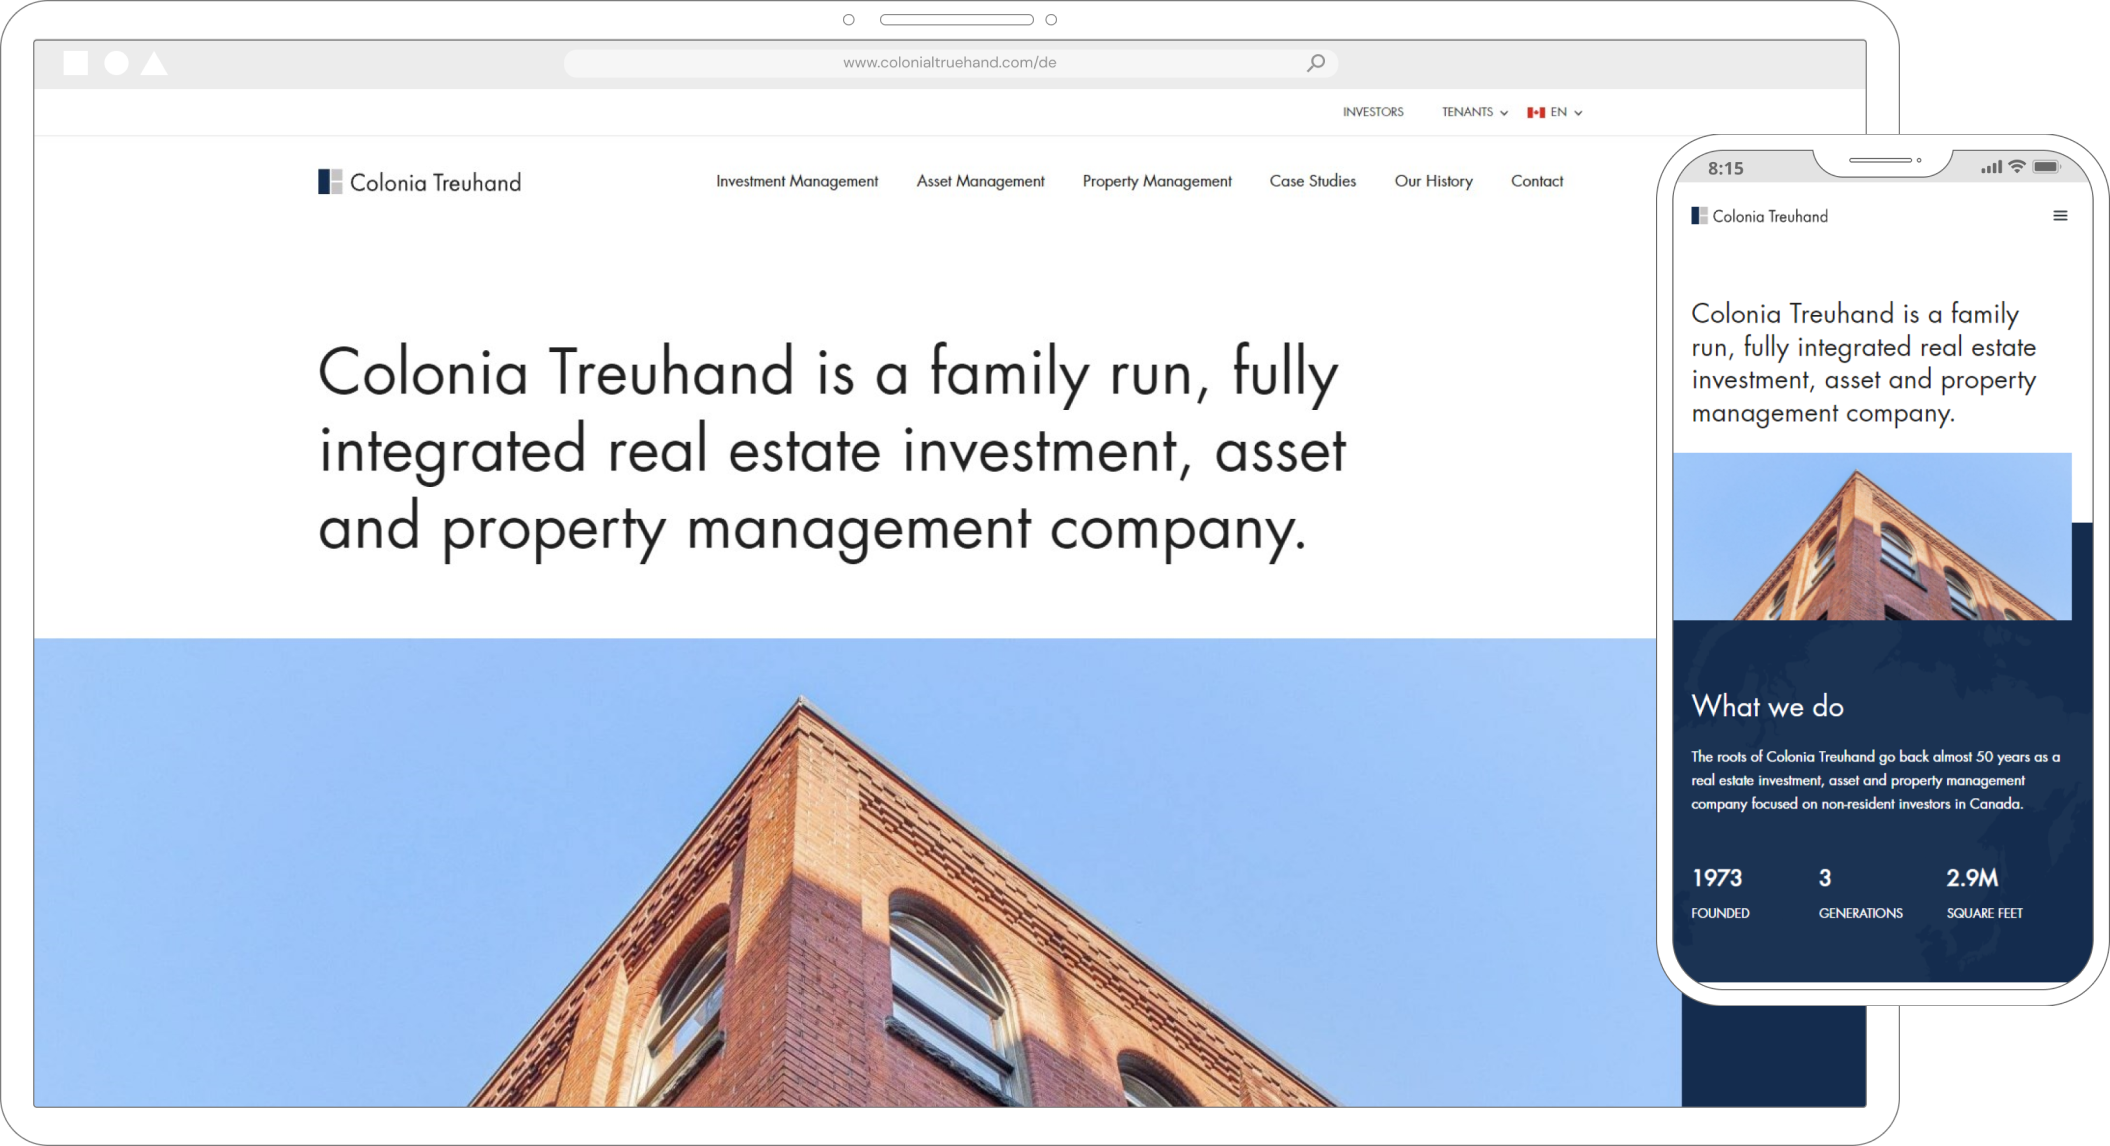 www.colonialtruehand.com/de
INVESTORS TENANTS EN
Colonia Treuhand Investment Management Asset Management Property Management Case Studies Our History Contact
Colonia Treuhand is a family run, fully
integrated real estate investment, asset
and property management company.
8:15
Colonia Treuhand
Colonia Treuhand is a family
run, fully integrated real estate
investment, asset and property
management company.
What we do
The roots of Colonia Treuhand go back almost 50 years as a
real estate investment, asset and property management
company focused on non-resident investors in Canada.
1973 3 2.9M
FOUNDED GENERATIONS SQUARE FEET